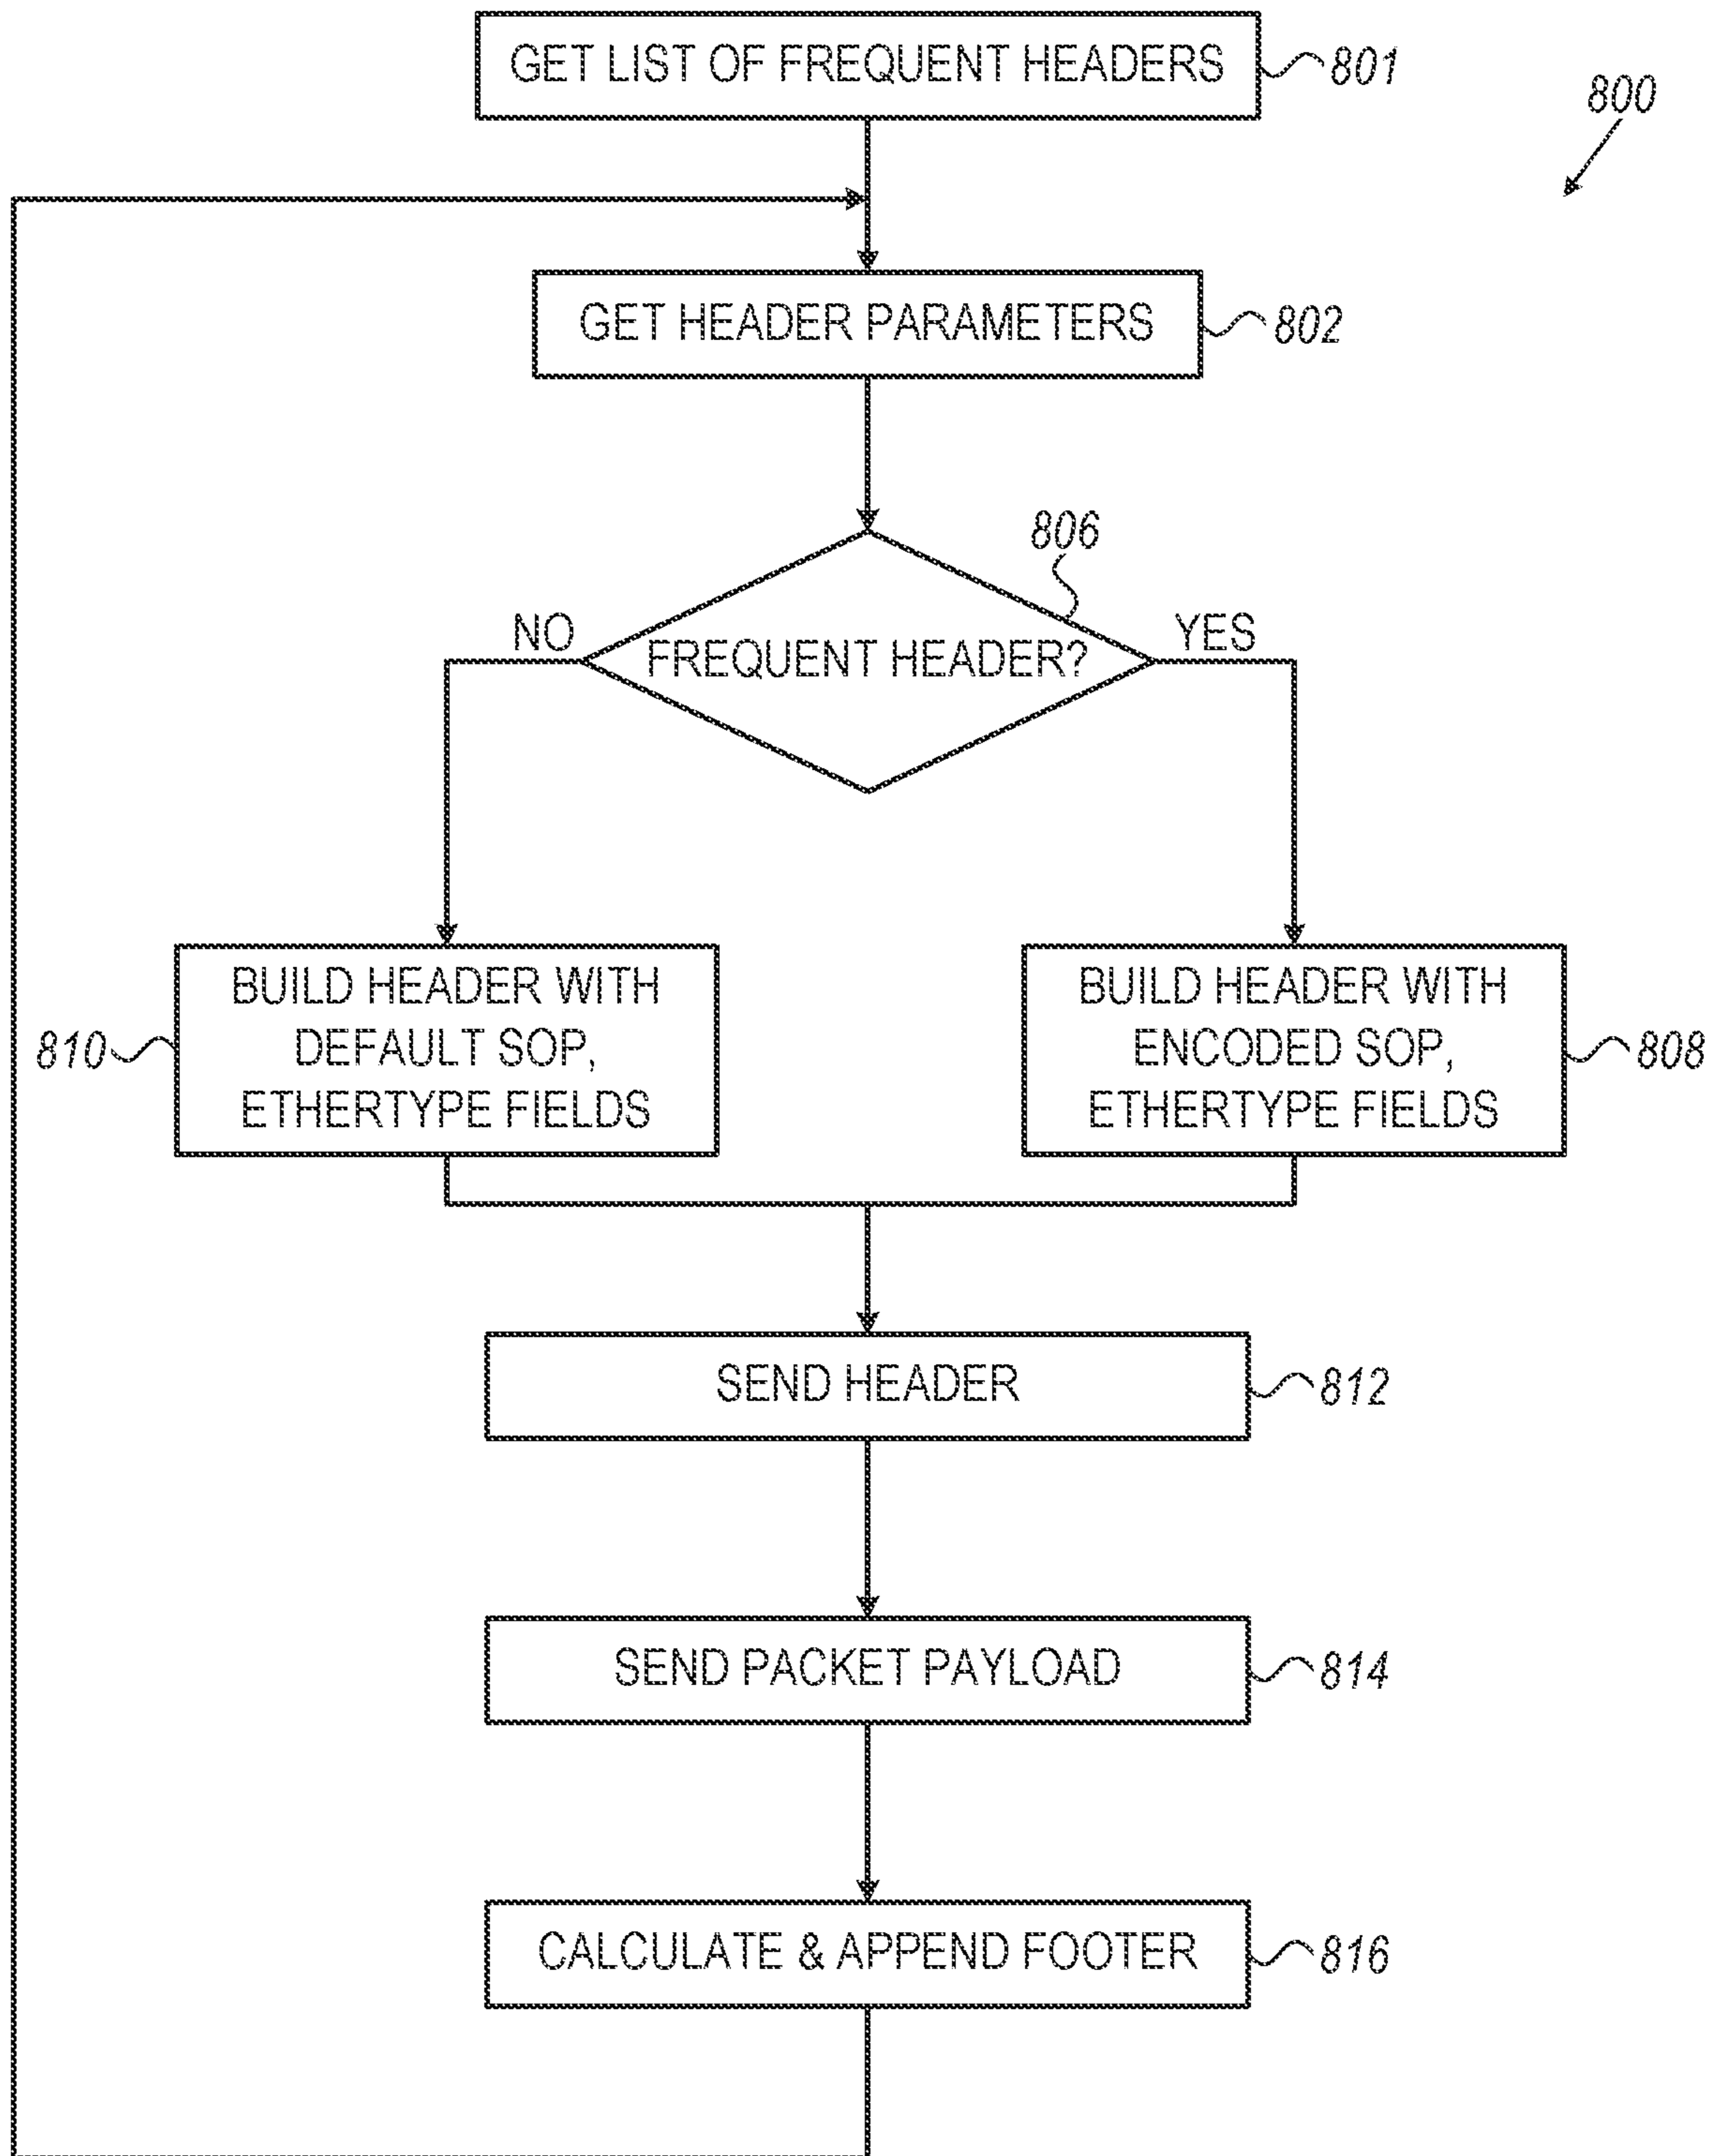 GET LIST OF FREQUENT HEADERS
801
800
GET HEADER PARAMETERS
802
806
NO
FREQUENT HEADER?
YES
810
BUILD HEADER WITH
DEFAULT SOP,
ETHERTYPE FIELDS
BUILD HEADER WITH
ENCODED SOP,
ETHERTYPE FIELDS
808
SEND HEADER
812
SEND PACKET PAYLOAD
814
CALCULATE & APPEND FOOTER
816